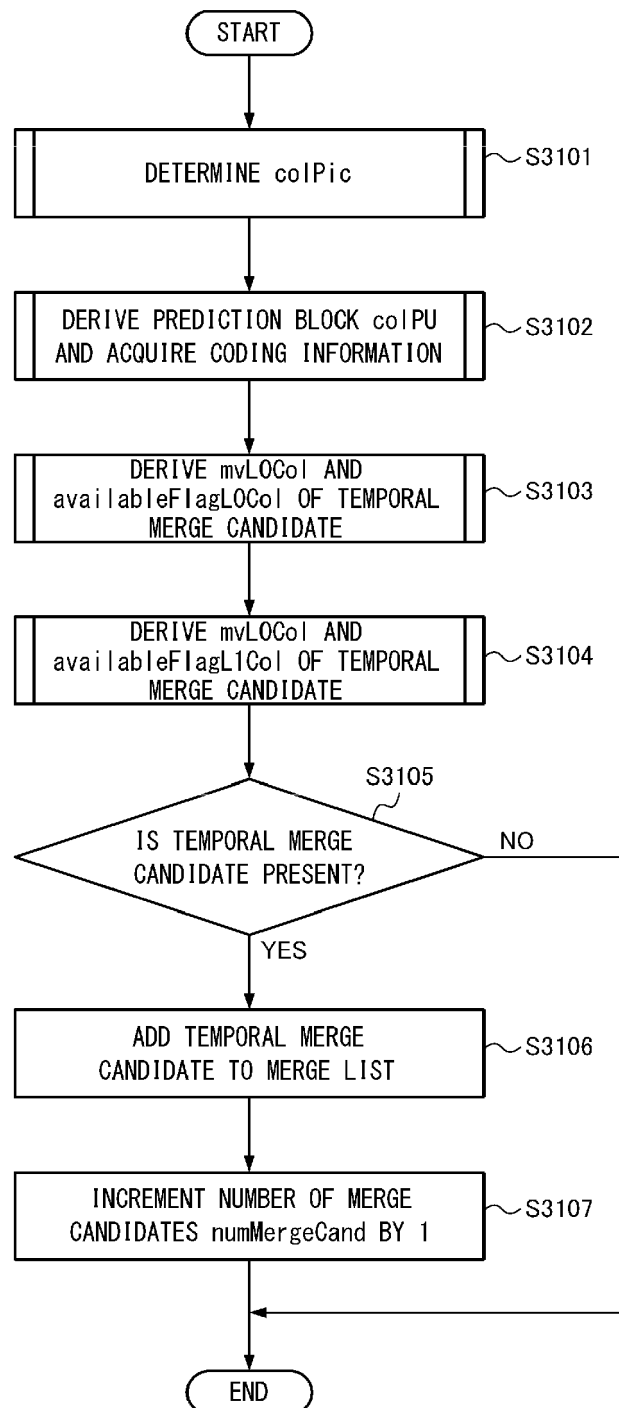 START
DETERMINE colPic
S3101
DERIVE PREDICTION BLOCK colPU
AND ACQUIRE CODING INFORMATION
S3102
DERIVE mvL0Col AND
availableFlagL0Col OF TEMPORAL
MERGE CANDIDATE
S3103
DERIVE mvL0Col AND
availableFlagL1Col OF TEMPORAL
MERGE CANDIDATE
S3104
S3105
IS TEMPORAL MERGE
CANDIDATE PRESENT?
NO
YES
ADD TEMPORAL MERGE
CANDIDATE TO MERGE LIST
S3106
INCREMENT NUMBER OF MERGE
CANDIDATES numMergeCand BY 1
S3107
END